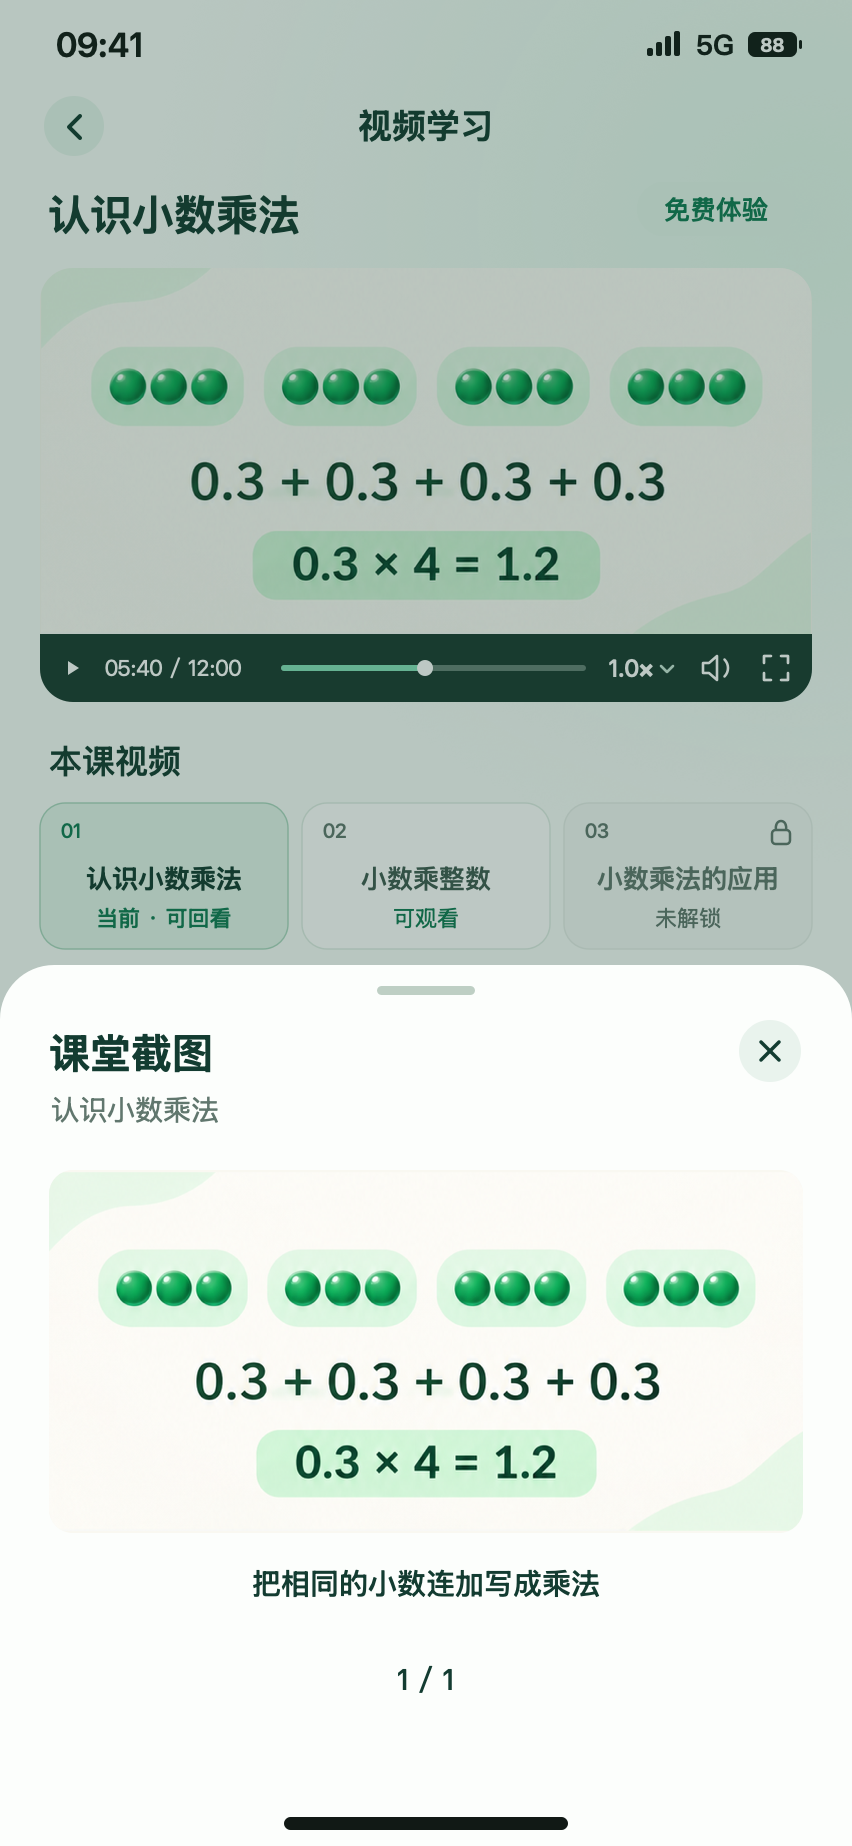 09:41
5G 88
视频学习
认识小数乘法
免费体验
0.3 + 0.3 + 0.3 + 0.3
0.3 × 4 = 1.2
05:40 / 12:00
1.0×
本课视频
01
认识小数乘法
当前 · 可回看
02
小数乘整数
可观看
03
小数乘法的应用
未解锁
课堂截图
认识小数乘法
0.3 + 0.3 + 0.3 + 0.3
0.3 × 4 = 1.2
把相同的小数连加写成乘法
1 / 1